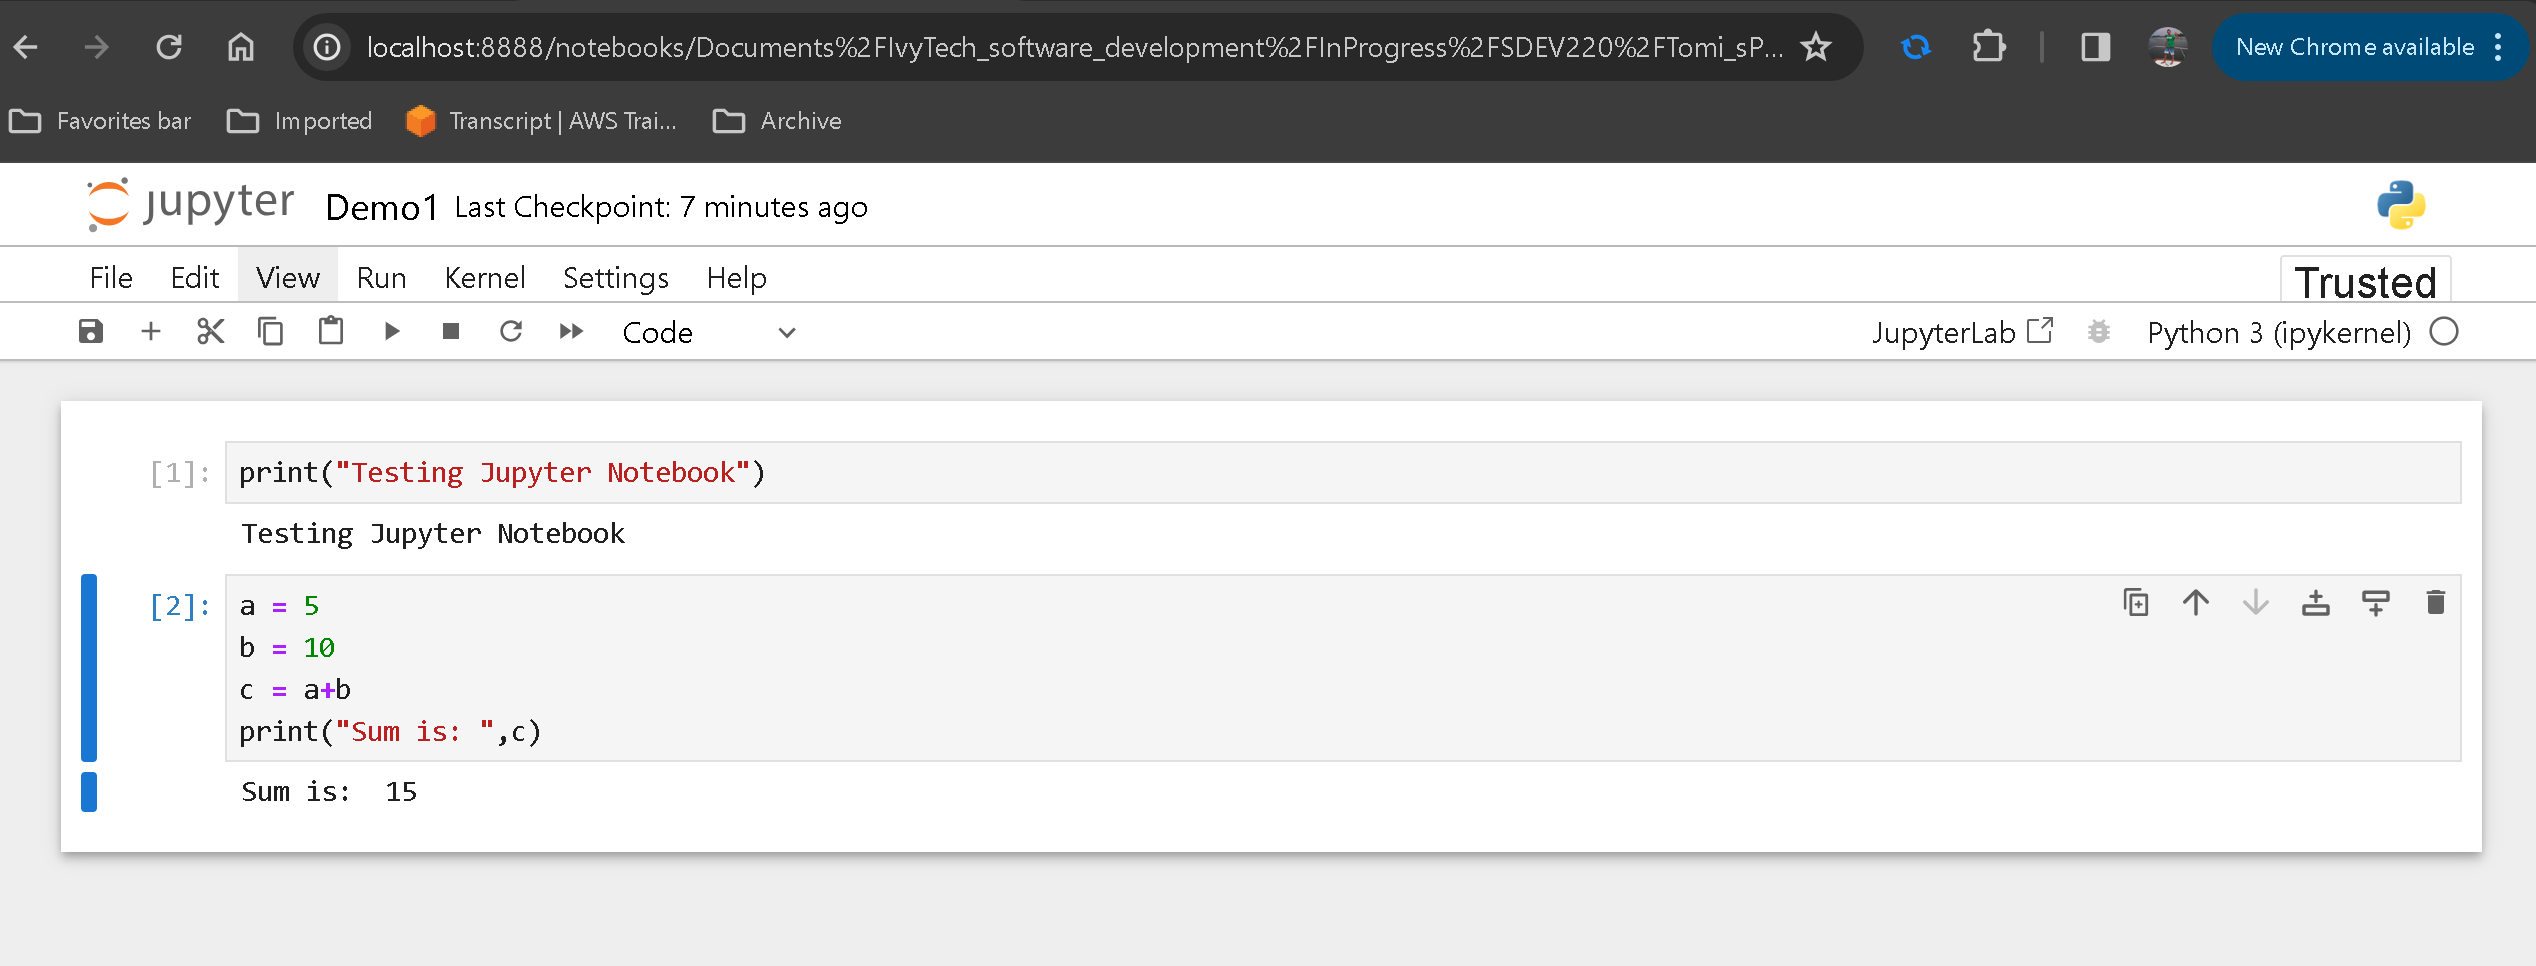 localhost:8888/notebooks/Documents%2FIvyTech_software_development%2FInProgress%2FSDEV220%2FTomi_sP...
New Chrome available
Favorites bar
Imported
Transcript | AWS Trai...
Archive
jupyter
Demo1
Last Checkpoint: 7 minutes ago
File Edit View Run Kernel Settings Help
Trusted
Code
JupyterLab
Python 3 (ipykernel)
[1]: print("Testing Jupyter Notebook")
Testing Jupyter Notebook
[2]: a = 5
b = 10
c = a+b
print("Sum is: ",c)
Sum is:  15